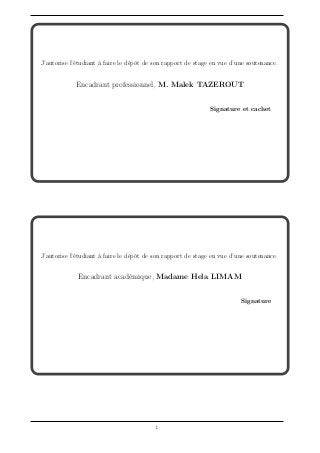 J'autorise l'étudiant à faire le dépôt de son rapport de stage en vue d'une soutenance.
Encadrant professionnel, M. Malek TAZEROUT
Signature et cachet
J'autorise l'étudiant à faire le dépôt de son rapport de stage en vue d'une soutenance.
Encadrant académique, Madame Hela LIMAM
Signature
1